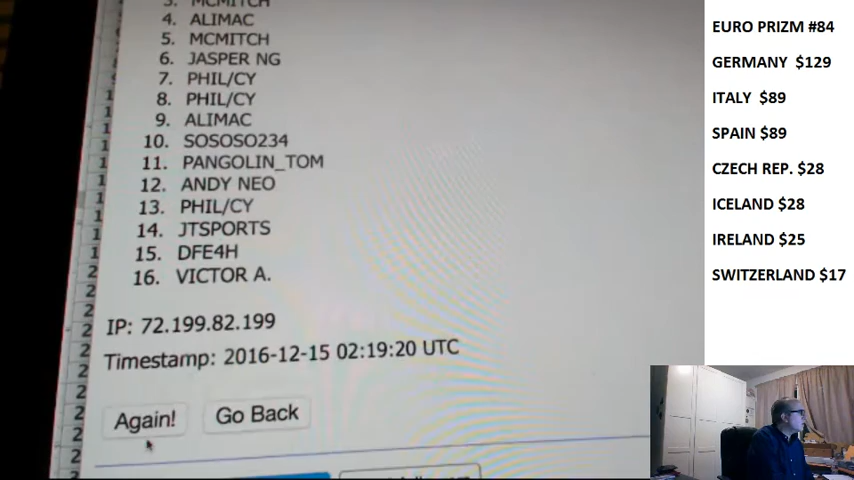 3. MCMITCH
4. ALIMAC
5. MCMITCH
6. JASPER NG
7. PHIL/CY
8. PHIL/CY
9. ALIMAC
10. SOSOSO234
11. PANGOLIN_TOM
12. ANDY NEO
13. PHIL/CY
14. JTSPORTS
15. DFE4H
16. VICTOR A.
IP: 72.199.82.199
Timestamp: 2016-12-15 02:19:20 UTC
Again! Go Back
EURO PRIZM #84
GERMANY $129
ITALY $89
SPAIN $89
CZECH REP. $28
ICELAND $28
IRELAND $25
SWITZERLAND $17